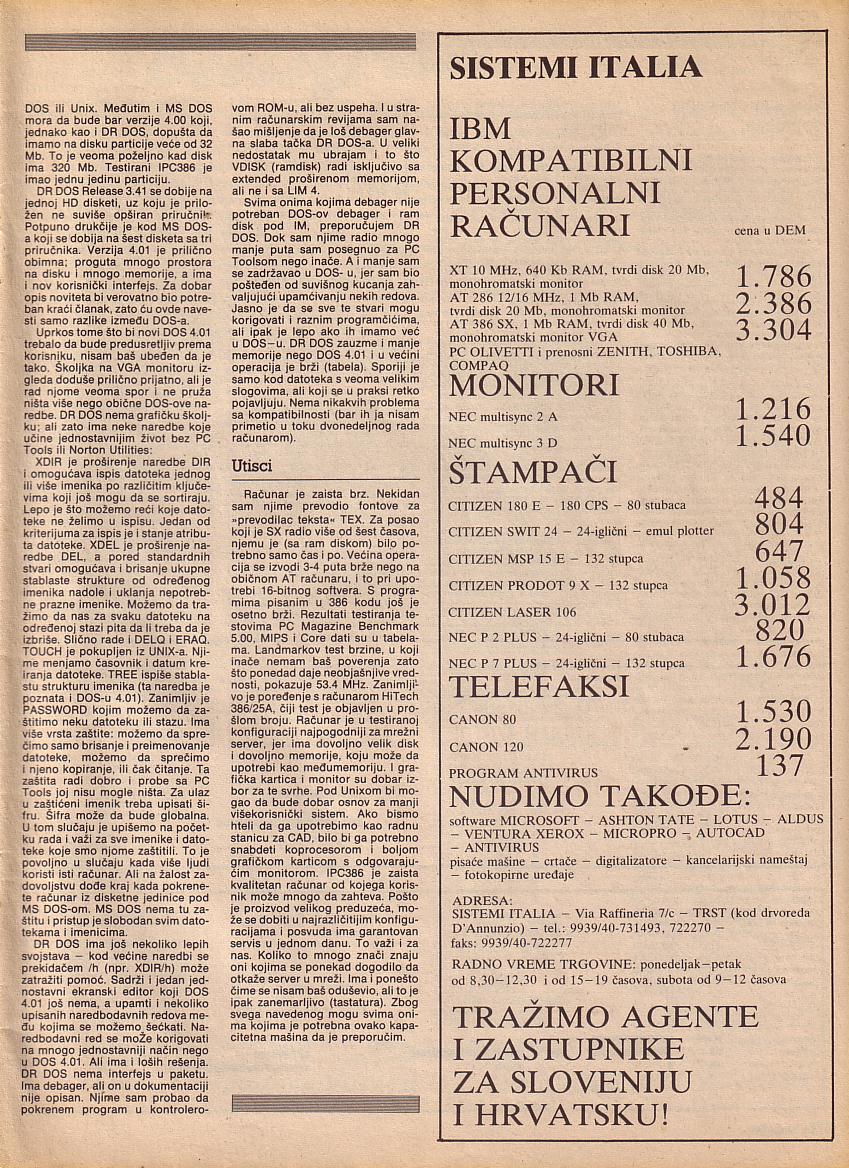 DOS ili Unix. Međutim i MS DOS
mora da bude bar verzije 4.00 koji,
jednako kao i DR DOS, dopušta da
imamo na disku particije veće od 32
Mb. To je veoma poželjno kad disk
ima 320 Mb. Testirani IPC386 je
imao jednu jedinu particiju.
DR DOS Release 3.41 se dobije na
jednoj HD disketi, uz koju je prilo-
žen ne suviše opširan priručnik.
Potpuno drukčije je kod MS DOS-
a koji se dobija na šest disketa sa tri
priručnika. Verzija 4.01 je prilično
obimna; proguta mnogo prostora
na disku i mnogo memorije, a ima
i nov korisnički interfejs. Za dobar
opis noviteta bi verovatno bio potre-
ban kraći članak, zato ću ovde nave-
sti samo razlike između DOS-a.
Uprkos tome što bi novi DOS 4.01
trebalo da bude predusretljiv prema
korisniku, nisam baš ubeđen da je
tako. Školjka na VGA monitoru iz-
gleda doduše prilično prijatno, ali je
rad njome veoma spor i ne pruža
ništa više nego obične DOS-ove na-
redbe. DR DOS nema grafičku školj-
ku; ali zato ima neke naredbe koje
učine jednostavnijim život bez PC
Tools ili Norton Utilities:
XDIR je proširenje naredbe DIR
i omogućava ispis datoteka jednog
ili više imenika po različitim ključe-
vima koji još mogu da se sortiraju.
Lepo je što možemo reći koje dato-
teke ne želimo u ispisu. Jedan od
kriterijuma za ispis je i stanje atribu-
ta datóteke. XDEL je proširenje na-
redbe DEL, a pored standardnih
stvari omogućava i brisanje ukupne
stablaste strukture od određenog
imenika nadole i uklanja nepotreb-
ne prazne imenike. Možemo da tra-
žimo da nas za svaku datoteku na
određenoj stazi pita da li treba da je
izbriše. Slično rade i DELQ i ERAQ.
TOUCH je pokupljen iz UNIX-a. Nji-
me menjamo časovnik i datum kre-
iranja datoteke. TREE ispiše stabla-
stu strukturu imenika (ta naredba je
poznata i DOS-u 4.01). Zanimljiv je
PASSWORD kojim možemo da za-
štitimo neku datoteku ili stazu. Ima
više vrsta zaštite: možemo da spre-
čimo samo brisanje i preimenovanje
datoteke, možemo da sprečimo
i njeno kopiranje, ili čak čitanje. Ta
zaštita radi dobro i probe sa PC
Tools joj nisu mogle ništa. Za ulaz
u zaštićeni imenik treba upisati ši-
fru. Šifra može da bude globalna.
U tom slučaju je upišemo na počet-
ku rada i važi za sve imenike i dato-
teke koje smo njome zaštitili. To je
povoljno u slučaju kada više ljudi
koristi isti računar. Ali na žalost za-
dovoljstvu dođe kraj kada pokrene-
te računar iz disketne jedinice pod
MS DOS-om. MS DOS nema tu za-
štitu i pristup je slobodan svim dato-
tekama i imenicima.
DR DOS ima još nekoliko lepih
svojstava – kod većine naredbi se
prekidačem /h (npr. XDIR/h) može
zatražiti pomoć. Sadrži i jedan jed-
nostavni ekranski editor koji DOS
4.01 još nema, a upamti i nekoliko
upisanih naredbodavnih redova me-
đu kojima se možemo šećkati. Na-
redbodavni red se može korigovati
na mnogo jednostavniji način nego
u DOS 4.01. Ali ima i loših rešenja.
DR DOS nema interfejs u paketu.
Ima debager, ali on u dokumentaciji
nije opisan. Njime sam probao da
pokrenem program u kontrolero-
vom ROM-u, ali bez uspeha. I u stra-
nim računarskim revijama sam na-
šao mišljenje da je loš debager glav-
na slaba tačka DR DOS-a. U veliki
nedostatak mu ubrajam i to što
VDISK (ramdisk) radi isključivo sa
extended proširenom memorijom,
ali ne i sa LIM 4.
Svima onima kojima debager nije
potreban DOS-ov debager i ram
disk pod IM, preporučujem DR
DOS. Dok sam njime radio mnogo
manje puta sam posegnuo za PC
Toolsom nego inače. A i manje sam
se zadržavao u DOS- u, jer sam bio
pošteđen od suvišnog kucanja zah-
valjujući upamćivanju nekih redova.
Jasno je da se sve te stvari mogu
korigovati i raznim programčićima,
ali ipak je lepo ako ih imamo već
u DOS–u. DR DOS zauzme i manje
memorije nego DOS 4.01 i u većini
operacija je brži (tabela). Sporiji je
samo kod datoteka s veoma velikim
slogovima, ali koji se u praksi retko
pojavljuju. Nema nikakvih problema
sa kompatibilnosti (bar ih ja nisam
primetio u toku dvonedeljnog rada
računarom).
Utisci
Računar je zaista brz. Nekidan
sam njime prevodio fontove za
»prevodilac teksta« TEX. Za posao
koji je SX radio više od šest časova,
njemu je (sa ram diskom) bilo po-
trebno samo čas i po. Većina opera-
cija se izvodi 3-4 puta brže nego na
običnom AT računaru, i to pri upo-
trebi 16-bitnog softvera. S progra-
mima pisanim u 386 kodu još je
osetno brži. Rezultati testiranja te-
stovima PC Magazine Benchmark
5.00, MIPS i Core dati su u tabela-
ma. Landmarkov test brzine, u koji
inače nemam baš poverenja zato
što ponedad daje neobjašnjive vred-
nosti, pokazuje 53.4 MHz. Zanimlji-
vo je poređenje s računarom HiTech
386/25A, čiji test je objavljen u pro-
šlom broju. Računar je u testiranoj
konfiguraciji najpogodniji za mrežni
server, jer ima dovoljno velik disk
i dovoljno memorije, koju može da
upotrebi kao međumemoriju. I gra-
fička kartica i monitor su dobar iz-
bor za te svrhe. Pod Unixom bi mo-
gao da bude dobar osnov za manji
višekorisnički sistem. Ako bismo
hteli da ga upotrebimo kao radnu
stanicu za CAD, bilo bi ga potrebno
snabdeti koprocesorom i boljom
grafičkom karticom s odgovaraju-
ćim monitorom. IPC386 je zaista
kvalitetan računar od kojega koris-
nik može mnogo da zahteva. Pošto
je proizvod velikog preduzeća, mo-
že se dobiti u najrazličitijim konfigu-
racijama i posvuda ima garantovan
servis u jednom danu. To važi i za
nas. Koliko to mnogo znači znaju
oni kojima se ponekad dogodilo da
otkaže server u mreži. Ima i ponešto
čime se nisam baš oduševio, ali to je
ipak zanemarljivo (tastatura). Zbog
svega navedenog mogu svima oni-
ma kojima je potrebna ovako kapa-
citetna mašina da je preporučim.
SISTEMI ITALIA
IBM
KOMPATIBILNI
PERSONALNI
RAČUNARI cena u DEM
XT 10 MHz, 640 Kb RAM, tvrdi disk 20 Mb,
monohromatski monitor 1.786
AT 286 12/16 MHz, 1 Mb RAM,
tvrdi disk 20 Mb, monohromatski monitor 2.386
AT 386 SX, 1 Mb RAM, tvrdi disk 40 Mb,
monohromatski monitor VGA 3.304
PC OLIVETTI i prenosni ZENITH, TOSHIBA,
COMPAQ
MONITORI
NEC multisync 2 A 1.216
NEC multisync 3 D 1.540
ŠTAMPAČI
CITIZEN 180 E – 180 CPS – 80 stubaca 484
CITIZEN SWIT 24 – 24-iglični – emul plotter 804
CITIZEN MSP 15 E – 132 stupca 647
CITIZEN PRODOT 9 X – 132 stupca 1.058
CITIZEN LASER 106 3.012
NEC P 2 PLUS – 24-iglični – 80 stubaca 820
NEC P 7 PLUS – 24-iglični – 132 stupca 1.676
TELEFAKSI
CANON 80 1.530
CANON 120 2.190
PROGRAM ANTIVIRUS 137
NUDIMO TAKOĐE:
software MICROSOFT – ASHTON TATE – LOTUS – ALDUS
– VENTURA XEROX – MICROPRO – AUTOCAD
– ANTIVIRUS
pisaće mašine – crtače – digitalizatore – kancelarijski nameštaj
– fotokopirne uređaje
ADRESA:
SISTEMI ITALIA – Via Raffineria 7/c – TRST (kod drvoreda
D'Annunzio) – tel.: 9939/40-731493, 722270 –
faks: 9939/40-722277
RADNO VREME TRGOVINE: ponedeljak–petak
od 8,30–12,30 i od 15–19 časova, subota od 9–12 časova
TRAŽIMO AGENTE
I ZASTUPNIKE
ZA SLOVENIJU
I HRVATSKU!